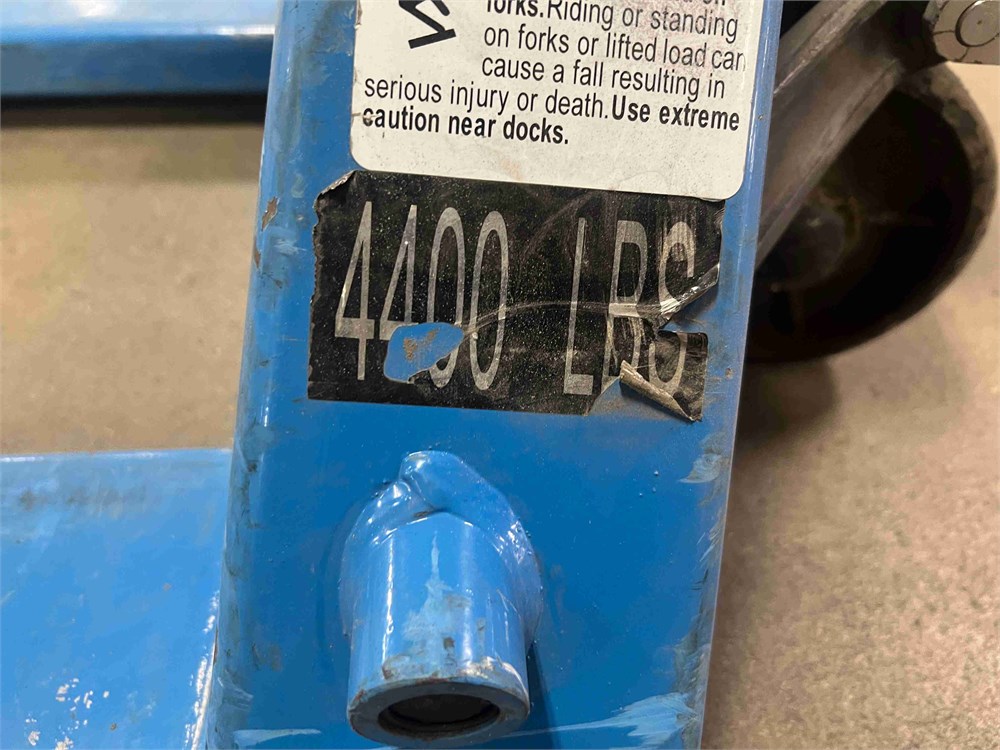 forks.Riding or standing
on forks or lifted load can
cause a fall resulting in
serious injury or death.Use extreme
caution near docks.
4400 LBS